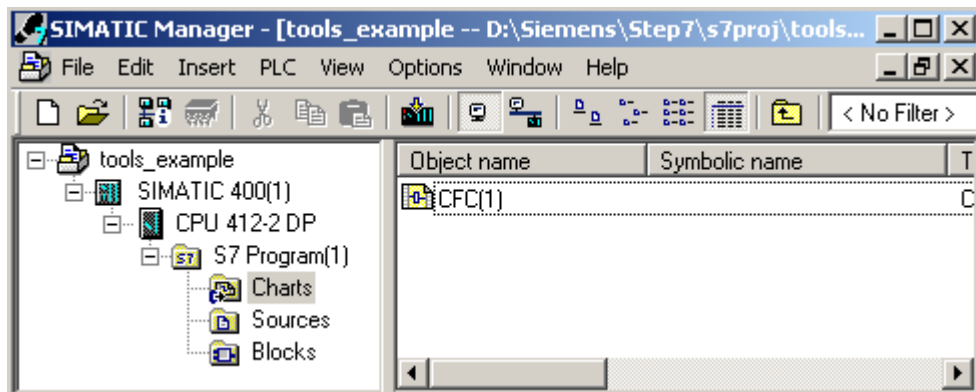 SIMATIC Manager - [tools_example -- D:\Siemens\Step7\s7proj\tools...
File Edit Insert PLC View Options Window Help
< No Filter >
tools_example
SIMATIC 400(1)
CPU 412-2 DP
S7 Program(1)
Charts
Sources
Blocks
Object name Symbolic name T
CFC(1) C